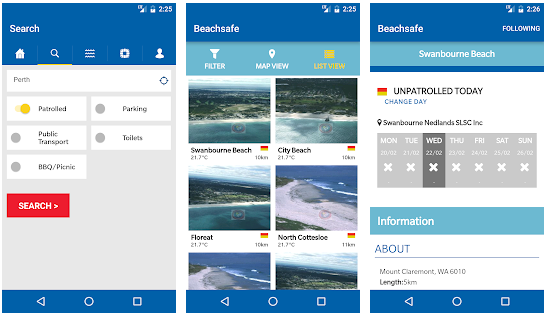 2:25
Search
Perth
Patrolled
Parking
Public
Transport
Toilets
BBQ/Picnic
SEARCH >
2:25
Beachsafe
FILTER
MAP VIEW
LIST VIEW
Swanbourne Beach
21.7°C 10km
City Beach
21.7°C 10km
Floreat
21.7°C 10km
North Cottesloe
21.7°C 11km
2:26
Beachsafe FOLLOWING
Swanbourne Beach
UNPATROLLED TODAY
CHANGE DAY
Swanbourne Nedlands SLSC Inc
MON TUE WED THU FRI SAT SUN
20/02 21/02 22/02 23/02 24/02 25/02 26/02
Information
ABOUT
Mount Claremont, WA 6010
Length:5km